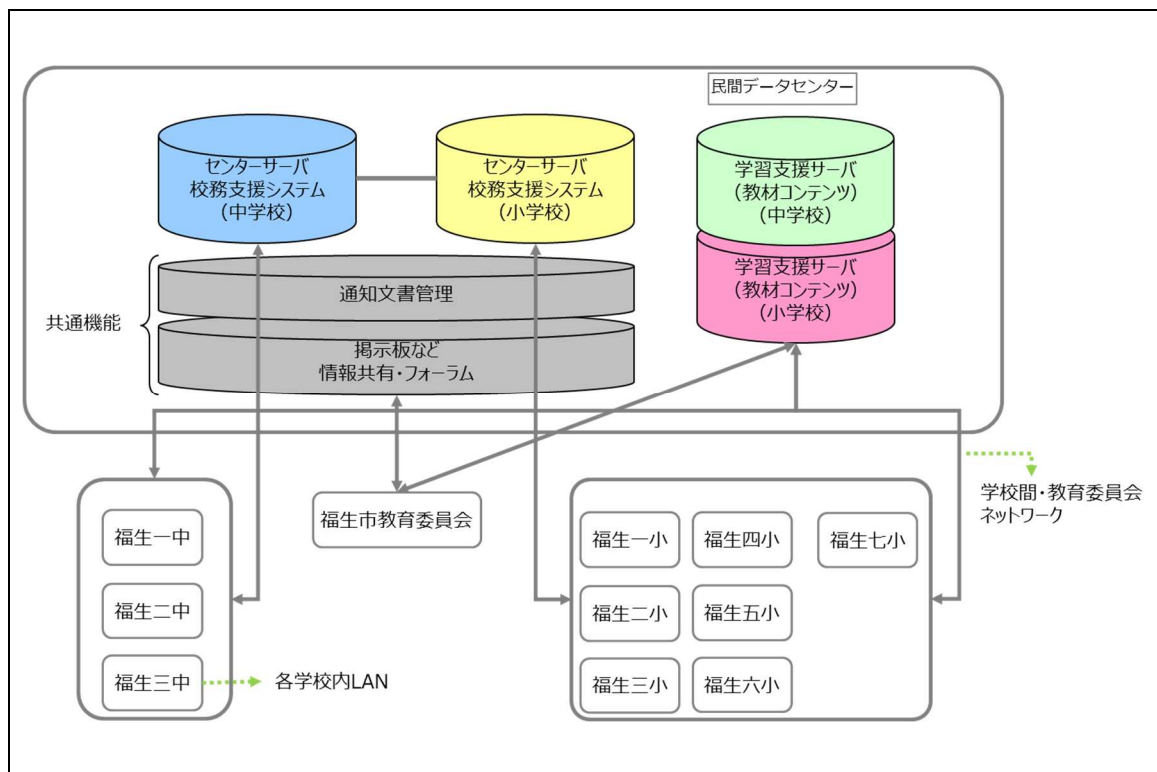 民間データセンター
センターサーバ
校務支援システム
(中学校)
センターサーバ
校務支援システム
(小学校)
学習支援サーバ
(教材コンテンツ)
(中学校)
学習支援サーバ
(教材コンテンツ)
(小学校)
共通機能
通知文書管理
掲示板など
情報共有・フォーラム
学校間・教育委員会
ネットワーク
福生市教育委員会
福生一中
福生二中
福生三中
各学校内LAN
福生一小
福生四小
福生七小
福生二小
福生五小
福生三小
福生六小